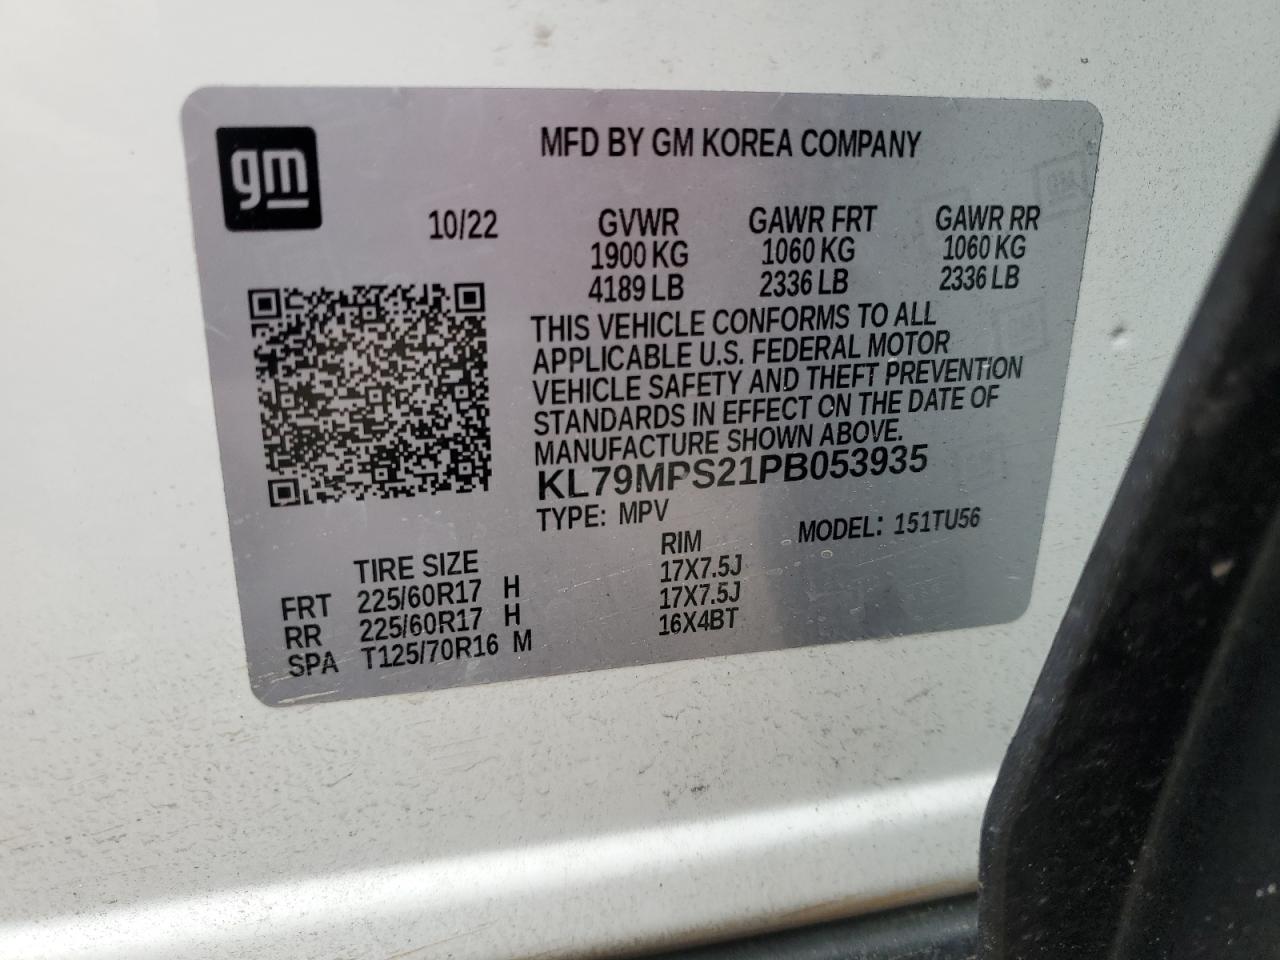 gm
MFD BY GM KOREA COMPANY
10/22
GVWR GAWR FRT GAWR RR
1900 KG 1060 KG 1060 KG
4189 LB 2336 LB 2336 LB
THIS VEHICLE CONFORMS TO ALL
APPLICABLE U.S. FEDERAL MOTOR
VEHICLE SAFETY AND THEFT PREVENTION
STANDARDS IN EFFECT ON THE DATE OF
MANUFACTURE SHOWN ABOVE.
KL79MPS21PB053935
TYPE: MPV MODEL: 151TU56
TIRE SIZE RIM
FRT 225/60R17 H 17X7.5J
RR 225/60R17 H 17X7.5J
SPA T125/70R16 M 16X4BT